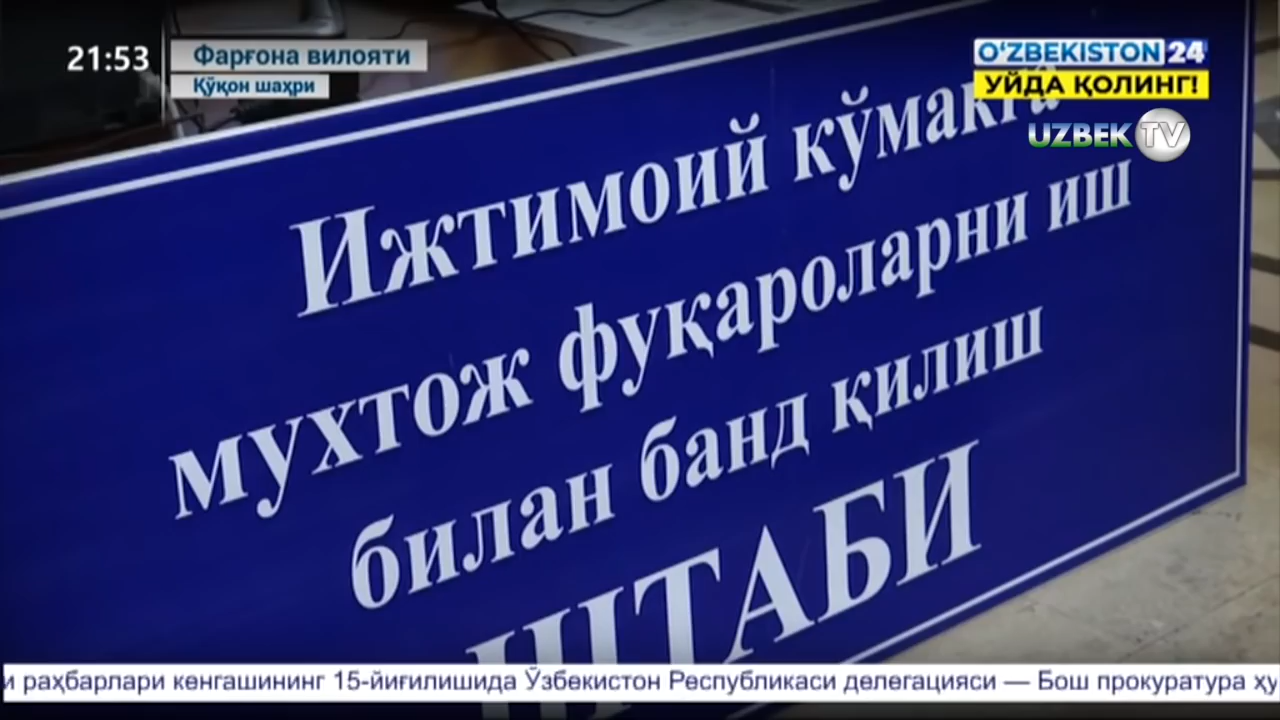 21:53
Фарғона вилояти
Қўқон шаҳри
O‘ZBEKISTON 24
УЙДА ҚОЛИНГ!
UZBEK TV
Ижтимоий кўмакга
мухтож фуқароларни иш
билан банд қилиш
ШТАБИ
и раҳбарлари кенгашининг 15-йиғилишида Ўзбекистон Республикаси делегацияси — Бош прокуратура ҳу